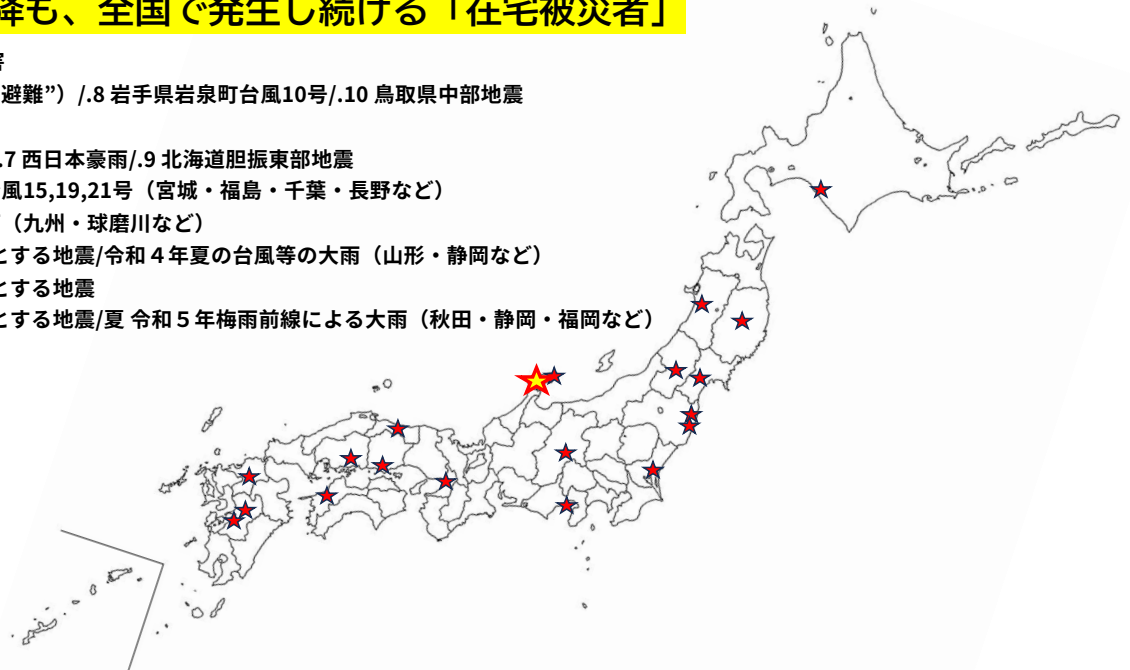 降も、全国で発生し続ける「在宅被災者」
害
避難”）/.8 岩手県岩泉町台風10号/.10 鳥取県中部地震
.7 西日本豪雨/.9 北海道胆振東部地震
風15,19,21号（宮城・福島・千葉・長野など）
（九州・球磨川など）
とする地震/令和４年夏の台風等の大雨（山形・静岡など）
とする地震
とする地震/夏 令和５年梅雨前線による大雨（秋田・静岡・福岡など）